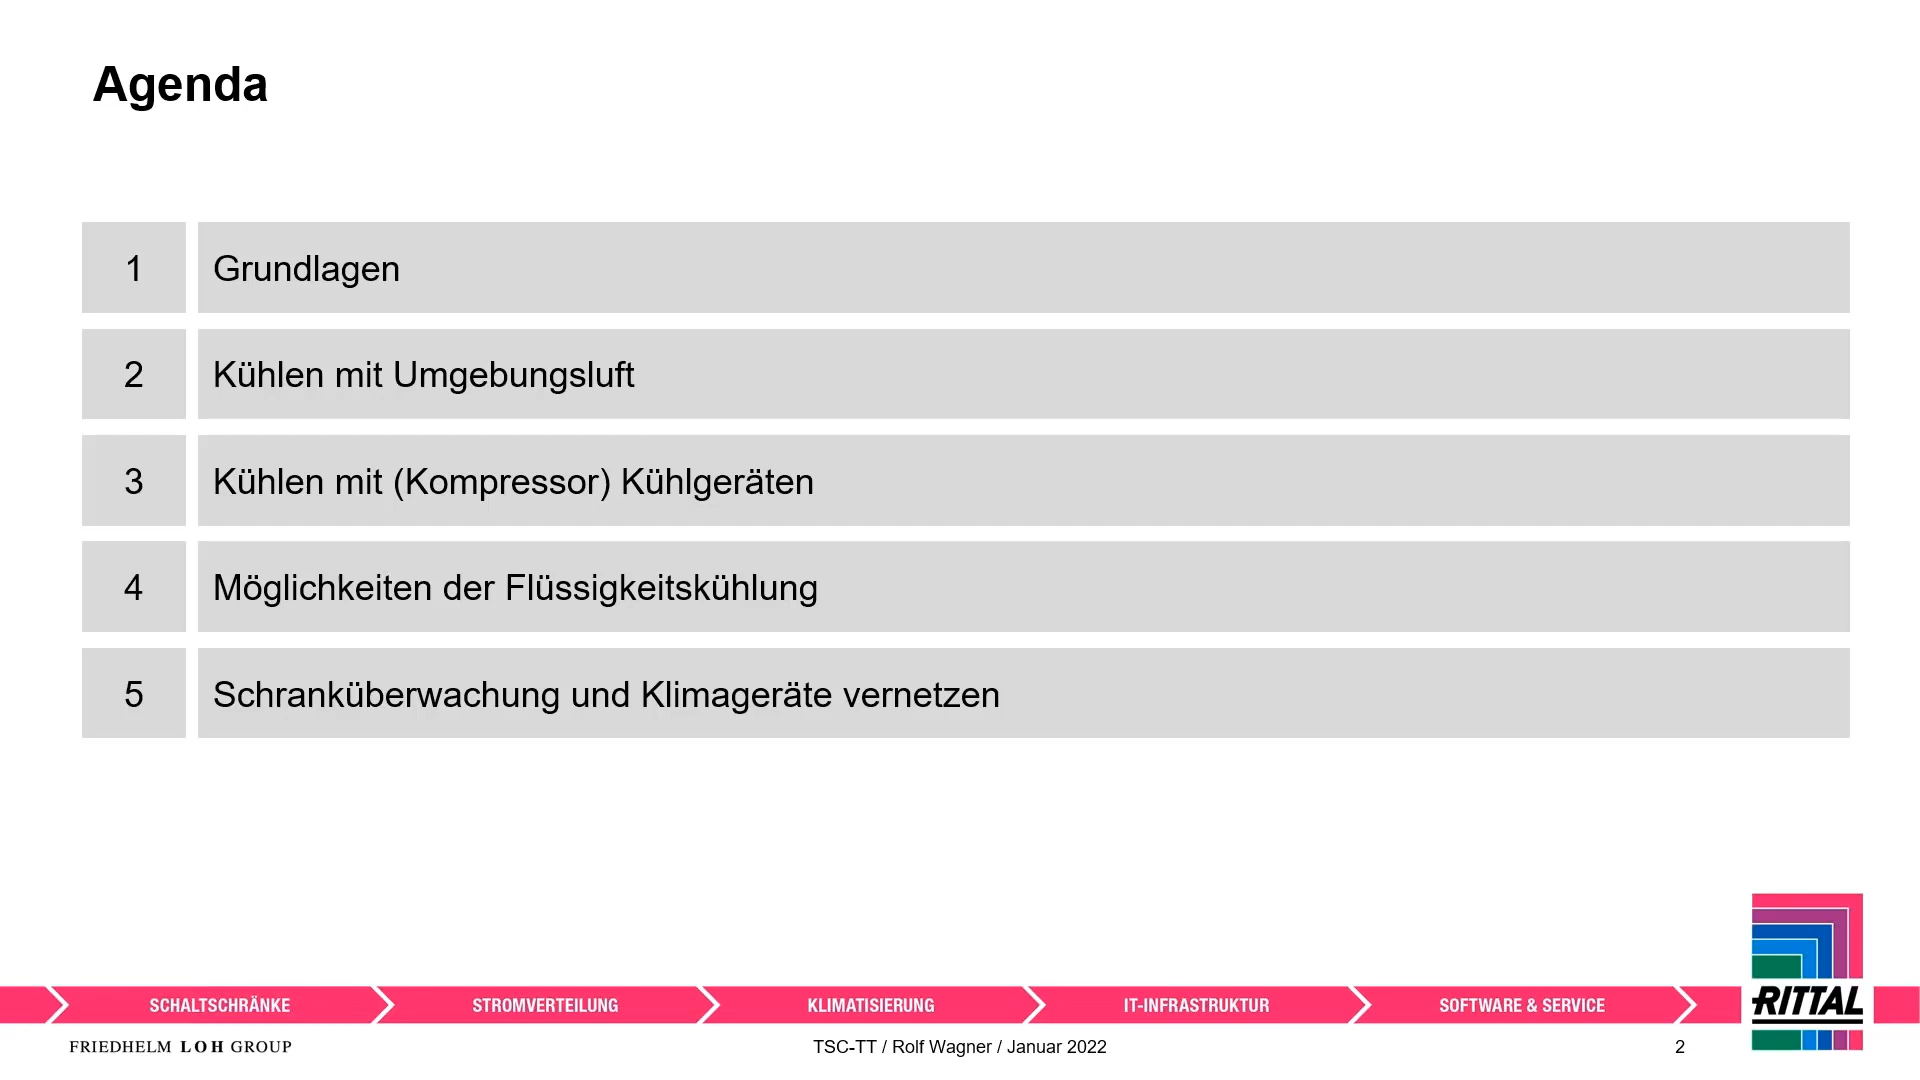 Agenda
1 Grundlagen
2 Kühlen mit Umgebungsluft
3 Kühlen mit (Kompressor) Kühlgeräten
4 Möglichkeiten der Flüssigkeitskühlung
5 Schranküberwachung und Klimageräte vernetzen
SCHALTSCHRÄNKE STROMVERTEILUNG KLIMATISIERUNG IT-INFRASTRUKTUR SOFTWARE & SERVICE
RITTAL
FRIEDHELM LOH GROUP TSC-TT / Rolf Wagner / Januar 2022 2